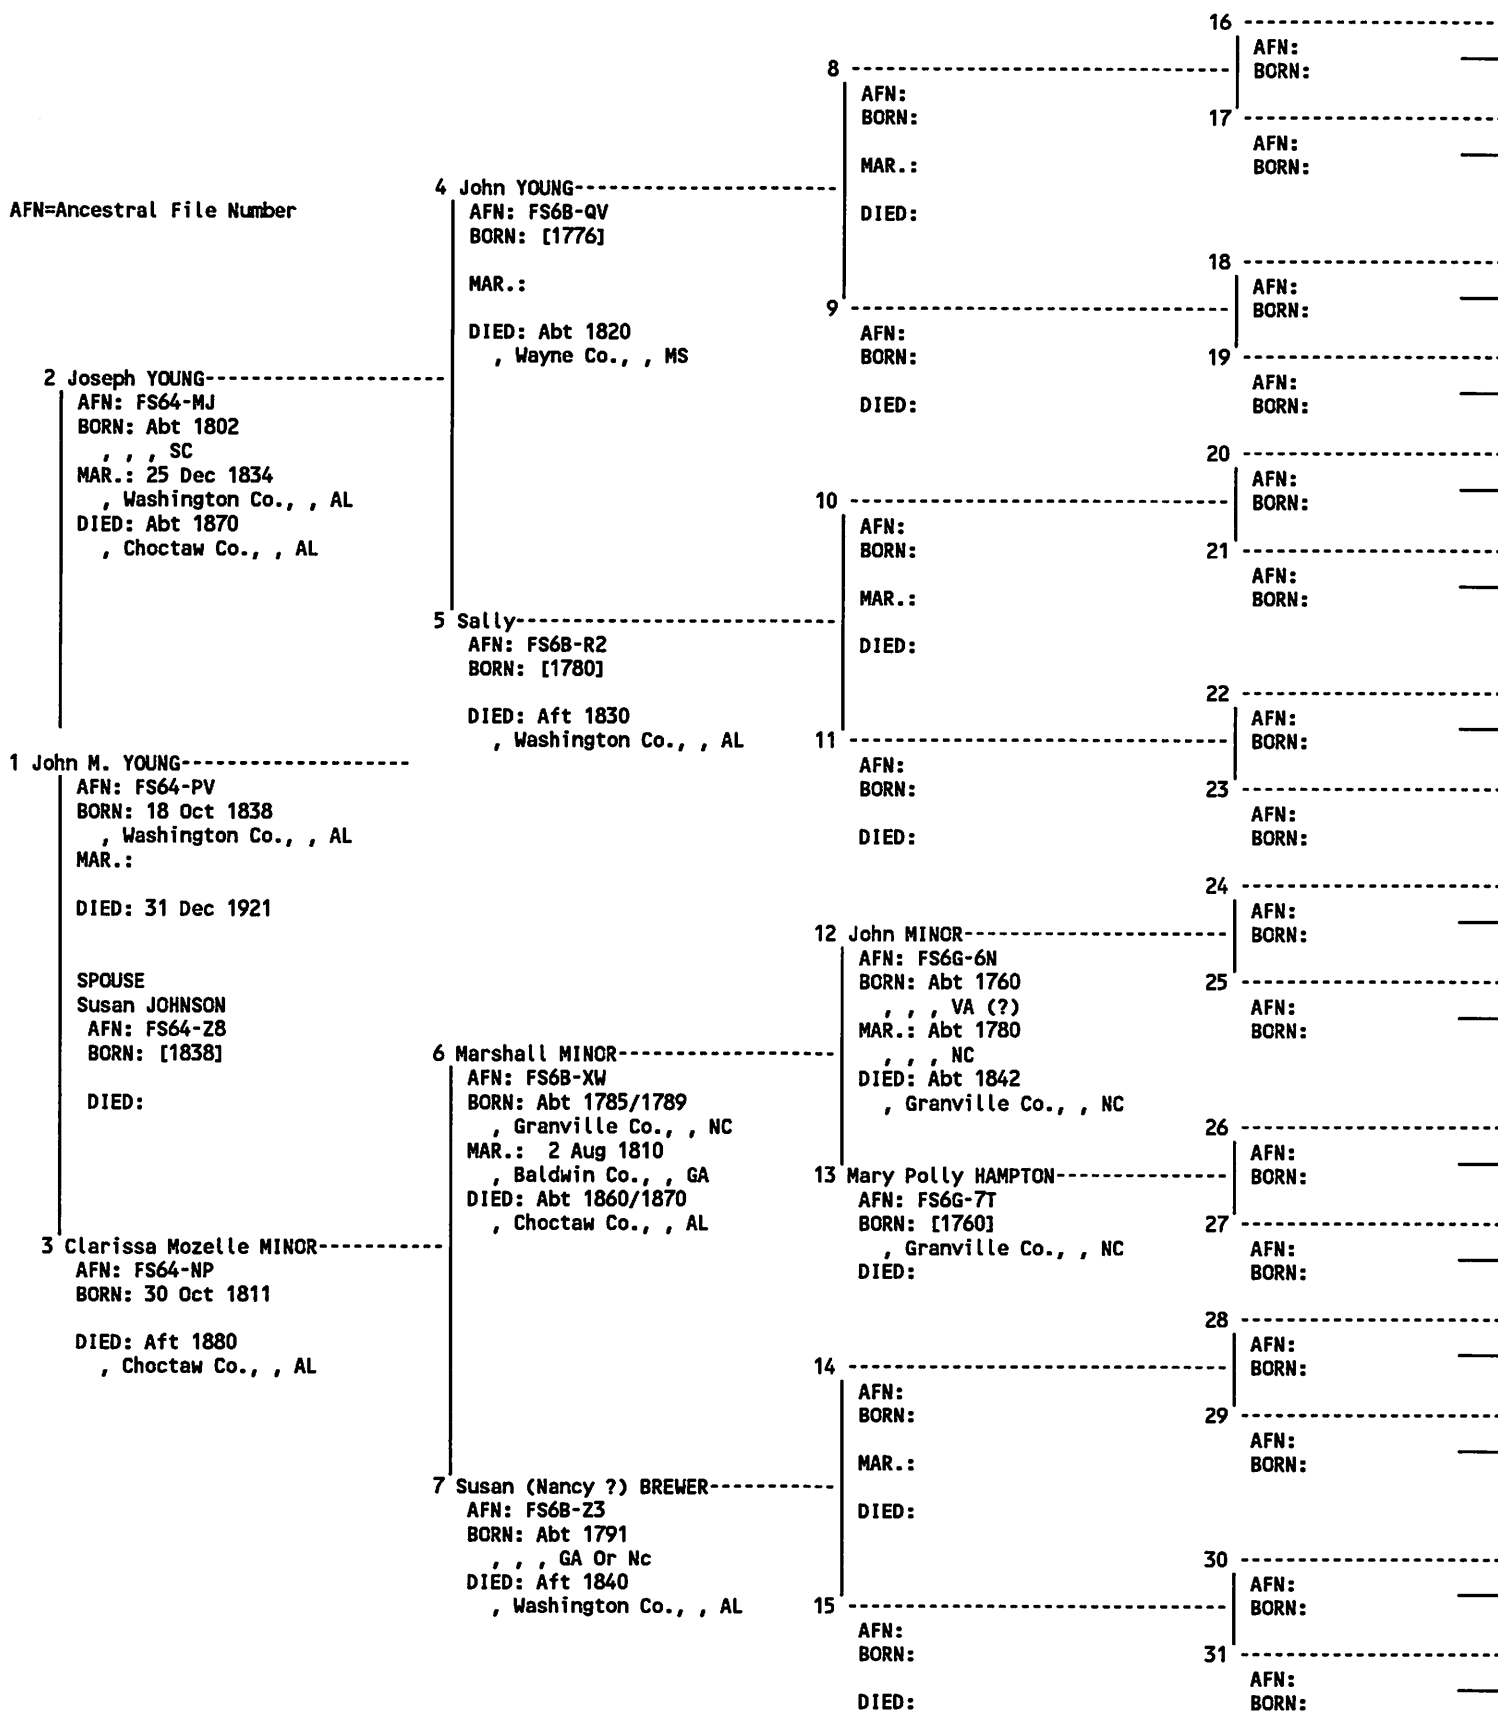 AFN=Ancestral File Number
1 John M. YOUNG
AFN: FS64-PV
BORN: 18 Oct 1838
, Washington Co., , AL
MAR.:
DIED: 31 Dec 1921
SPOUSE
Susan JOHNSON
AFN: FS64-Z8
BORN: [1838]
DIED:
2 Joseph YOUNG
AFN: FS64-MJ
BORN: Abt 1802
, , , SC
MAR.: 25 Dec 1834
, Washington Co., , AL
DIED: Abt 1870
, Choctaw Co., , AL
3 Clarissa Mozelle MINOR
AFN: FS64-NP
BORN: 30 Oct 1811
DIED: Aft 1880
, Choctaw Co., , AL
4 John YOUNG
AFN: FS6B-QV
BORN: [1776]
MAR.:
DIED: Abt 1820
, Wayne Co., , MS
5 Sally
AFN: FS6B-R2
BORN: [1780]
DIED: Aft 1830
, Washington Co., , AL
6 Marshall MINOR
AFN: FS6B-XW
BORN: Abt 1785/1789
, Granville Co., , NC
MAR.: 2 Aug 1810
, Baldwin Co., , GA
DIED: Abt 1860/1870
, Choctaw Co., , AL
7 Susan (Nancy ?) BREWER
AFN: FS6B-Z3
BORN: Abt 1791
, , , GA Or Nc
DIED: Aft 1840
, Washington Co., , AL
8
AFN:
BORN:
MAR.:
DIED:
9
AFN:
BORN:
DIED:
10
AFN:
BORN:
MAR.:
DIED:
11
AFN:
BORN:
DIED:
12 John MINOR
AFN: FS6G-6N
BORN: Abt 1760
, , , VA (?)
MAR.: Abt 1780
, , , NC
DIED: Abt 1842
, Granville Co., , NC
13 Mary Polly HAMPTON
AFN: FS6G-7T
BORN: [1760]
, Granville Co., , NC
DIED:
14
AFN:
BORN:
MAR.:
DIED:
15
AFN:
BORN:
DIED:
16
AFN:
BORN:
17
AFN:
BORN:
18
AFN:
BORN:
19
AFN:
BORN:
20
AFN:
BORN:
21
AFN:
BORN:
22
AFN:
BORN:
23
AFN:
BORN:
24
AFN:
BORN:
25
AFN:
BORN:
26
AFN:
BORN:
27
AFN:
BORN:
28
AFN:
BORN:
29
AFN:
BORN:
30
AFN:
BORN:
31
AFN:
BORN: